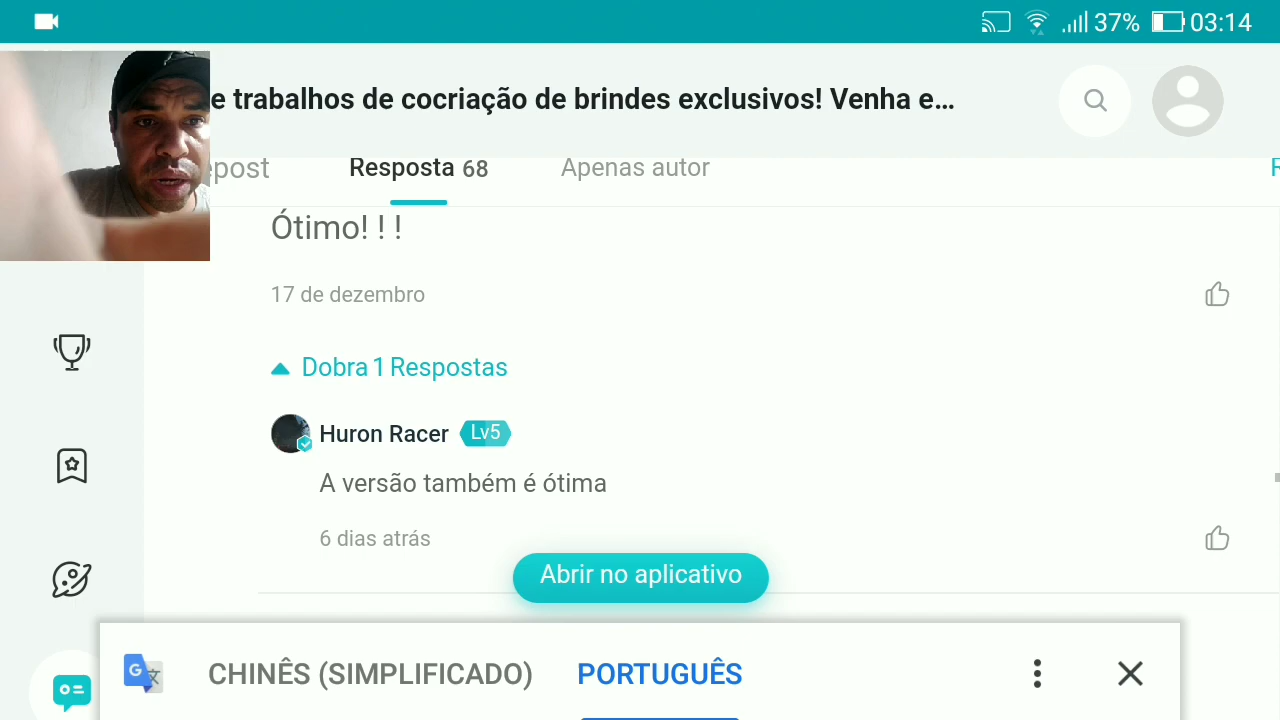 37% 03:14
e trabalhos de cocriação de brindes exclusivos! Venha e…
epost Resposta 68 Apenas autor
Ótimo! ! !
17 de dezembro
Dobra 1 Respostas
Huron Racer Lv5
A versão também é ótima
6 dias atrás
Abrir no aplicativo
G 文 CHINÊS (SIMPLIFICADO) PORTUGUÊS